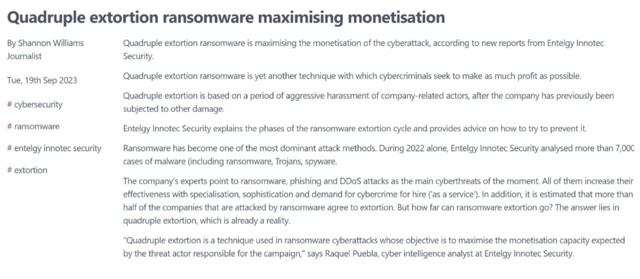 Quadruple extortion ransomware maximising monetisation
By Shannon Williams
Journalist
Tue, 19th Sep 2023
# cybersecurity
# ransomware
# entelgy innotec security
# extortion
Quadruple extortion ransomware is maximising the monetisation of the cyberattack, according to new reports from Entelgy Innotec
Security.
Quadruple extortion ransomware is yet another technique with which cybercriminals seek to make as much profit as possible.
Quadruple extortion is based on a period of aggressive harassment of company-related actors, after the company has previously been
subjected to other damage.
Entelgy Innotec Security explains the phases of the ransomware extortion cycle and provides advice on how to try to prevent it.
Ransomware has become one of the most dominant attack methods. During 2022 alone, Entelgy Innotec Security analysed more than 7,000
cases of malware (including ransomware, Trojans, spyware.
The company's experts point to ransomware, phishing and DDoS attacks as the main cyberthreats of the moment. All of them increase their
effectiveness with specialisation, sophistication and demand for cybercrime for hire ('as a service'). In addition, it is estimated that more than
half of the companies that are attacked by ransomware agree to extortion. But how far can ransomware extortion go? The answer lies in
quadruple extortion, which is already a reality.
"Quadruple extortion is a technique used in ransomware cyberattacks whose objective is to maximise the monetisation capacity expected
by the threat actor responsible for the campaign," says Raquel Puebla, cyber intelligence analyst at Entelgy Innotec Security.